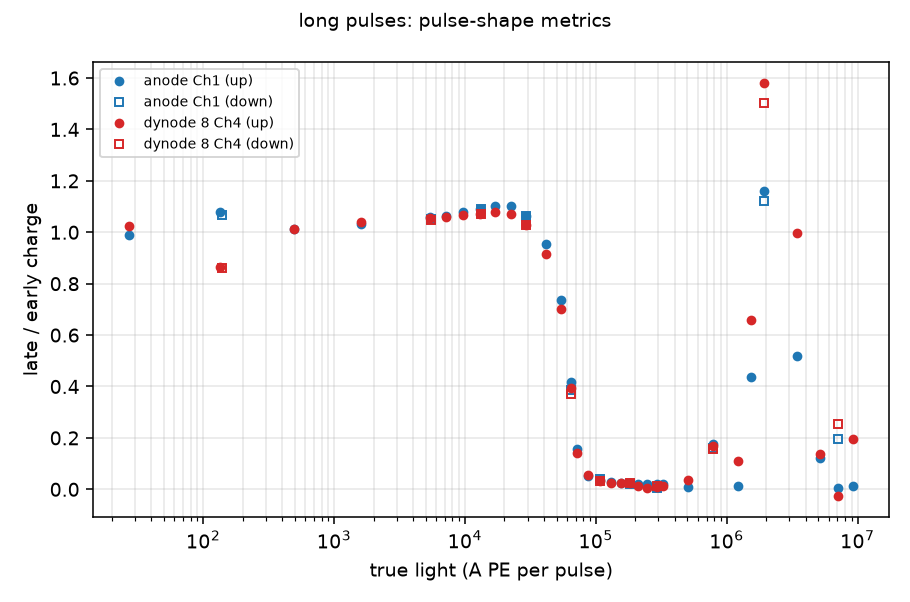 long pulses: pulse-shape metrics
anode Ch1 (up)
anode Ch1 (down)
dynode 8 Ch4 (up)
dynode 8 Ch4 (down)
late / early charge
1.6
1.4
1.2
1.0
0.8
0.6
0.4
0.2
0.0
10²
10³
10⁴
10⁵
10⁶
10⁷
true light (A PE per pulse)